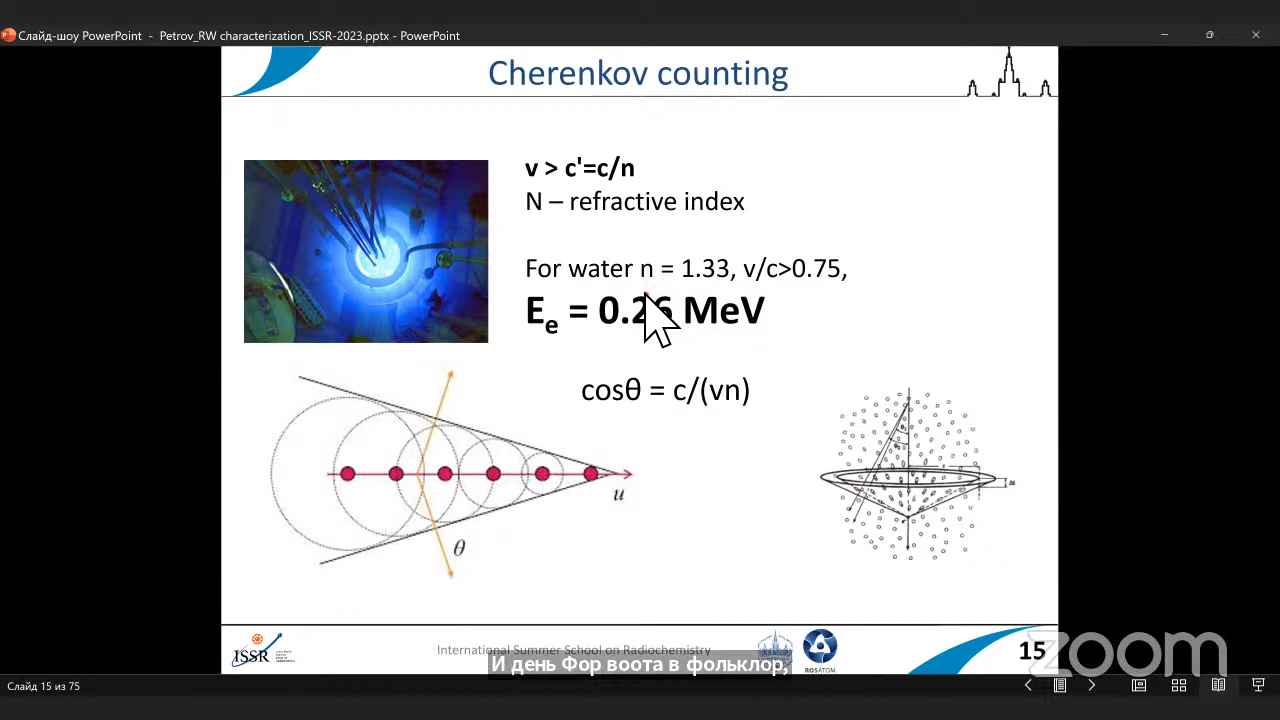 Слайд-шоу PowerPoint - Petrov_RW characterization_ISSR-2023.pptx - PowerPoint
Cherenkov counting
v > c'=c/n
N – refractive index
For water n = 1.33, v/c>0.75,
Ee = 0.26 MeV
cosθ = c/(vn)
u
θ
ISSR
International Summer School on Radiochemistry
ROSATOM
15
zoom
И день Фор воота в фольклор,
Слайд 15 из 75